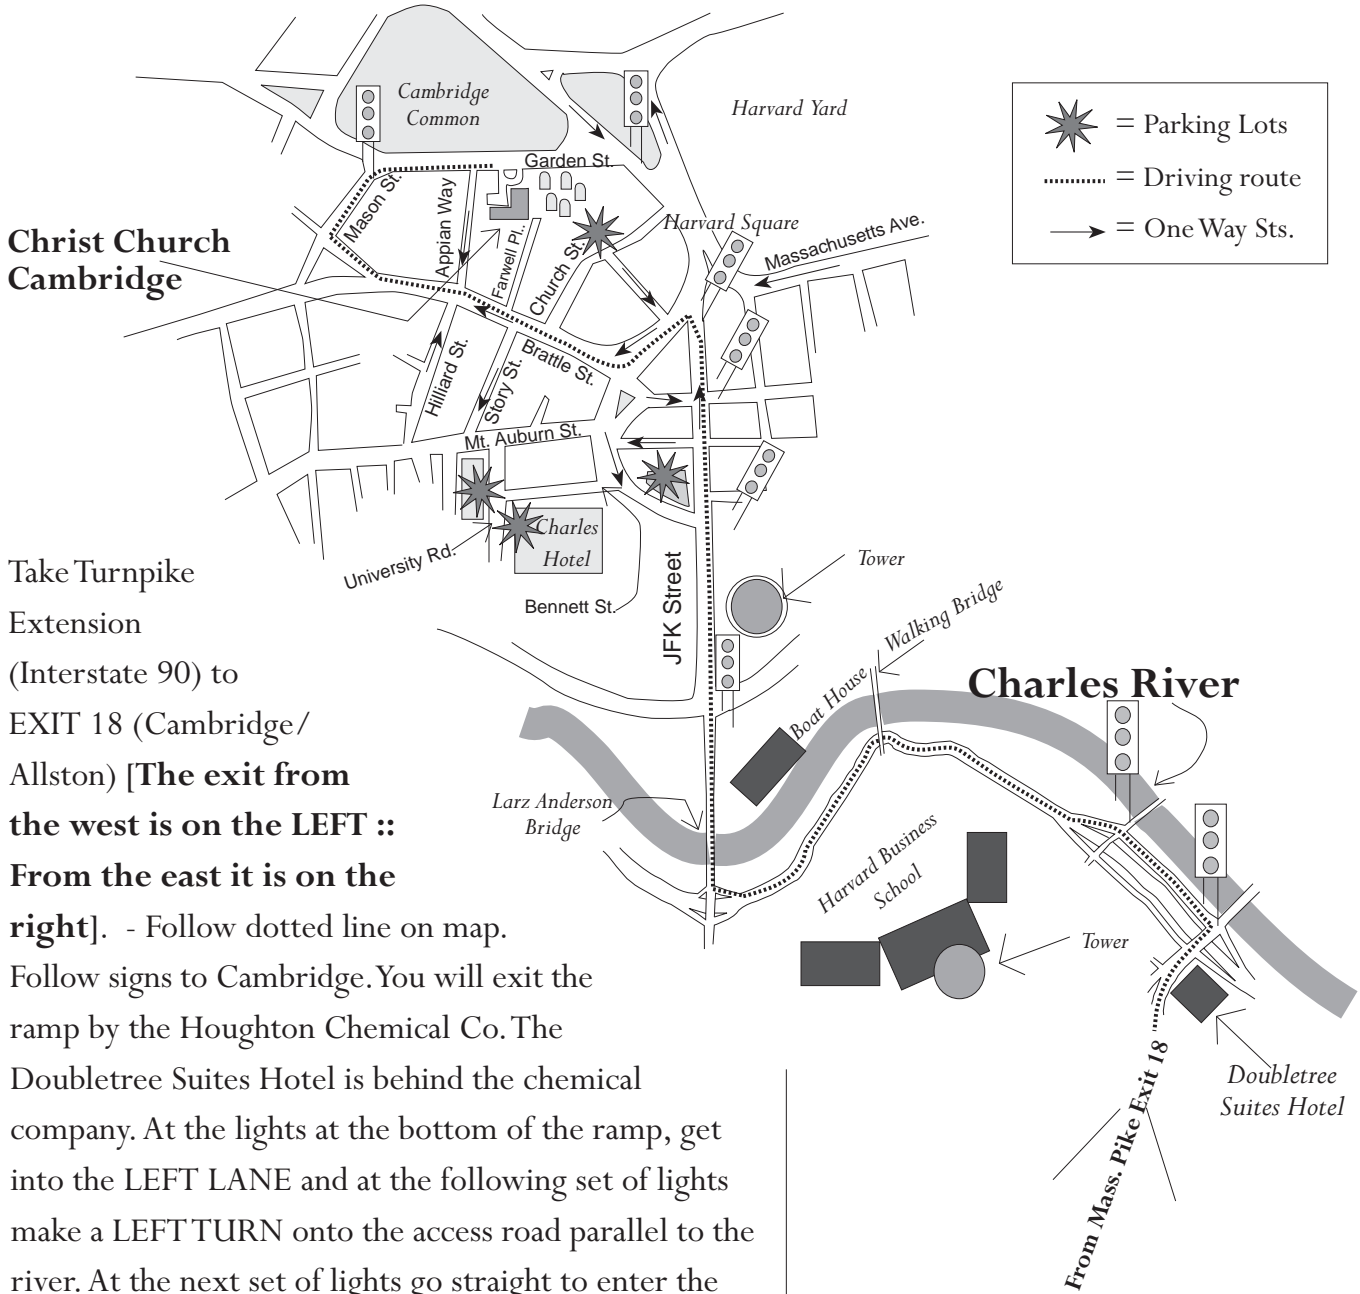 Cambridge
Common
Harvard Yard
= Parking Lots
= Driving route
= One Way Sts.
Garden St.
Mason St.
Appian Way
Farwell Pl..
Church St.
Harvard Square
Massachusetts Ave.
Christ Church
Cambridge
Hilliard St.
Story St.
Brattle St.
Mt. Auburn St.
Charles
Hotel
University Rd.
Bennett St.
JFK Street
Tower
Walking Bridge
Boat House
Charles River
Larz Anderson
Bridge
Harvard Business
School
Tower
Doubletree
Suites Hotel
From Mass. Pike Exit 18
Take Turnpike
Extension
(Interstate 90) to
EXIT 18 (Cambridge/
Allston) [The exit from
the west is on the LEFT ::
From the east it is on the
right]. - Follow dotted line on map.
Follow signs to Cambridge. You will exit the
ramp by the Houghton Chemical Co. The
Doubletree Suites Hotel is behind the chemical
company. At the lights at the bottom of the ramp, get
into the LEFT LANE and at the following set of lights
make a LEFT TURN onto the access road parallel to the
river. At the next set of lights go straight to enter the